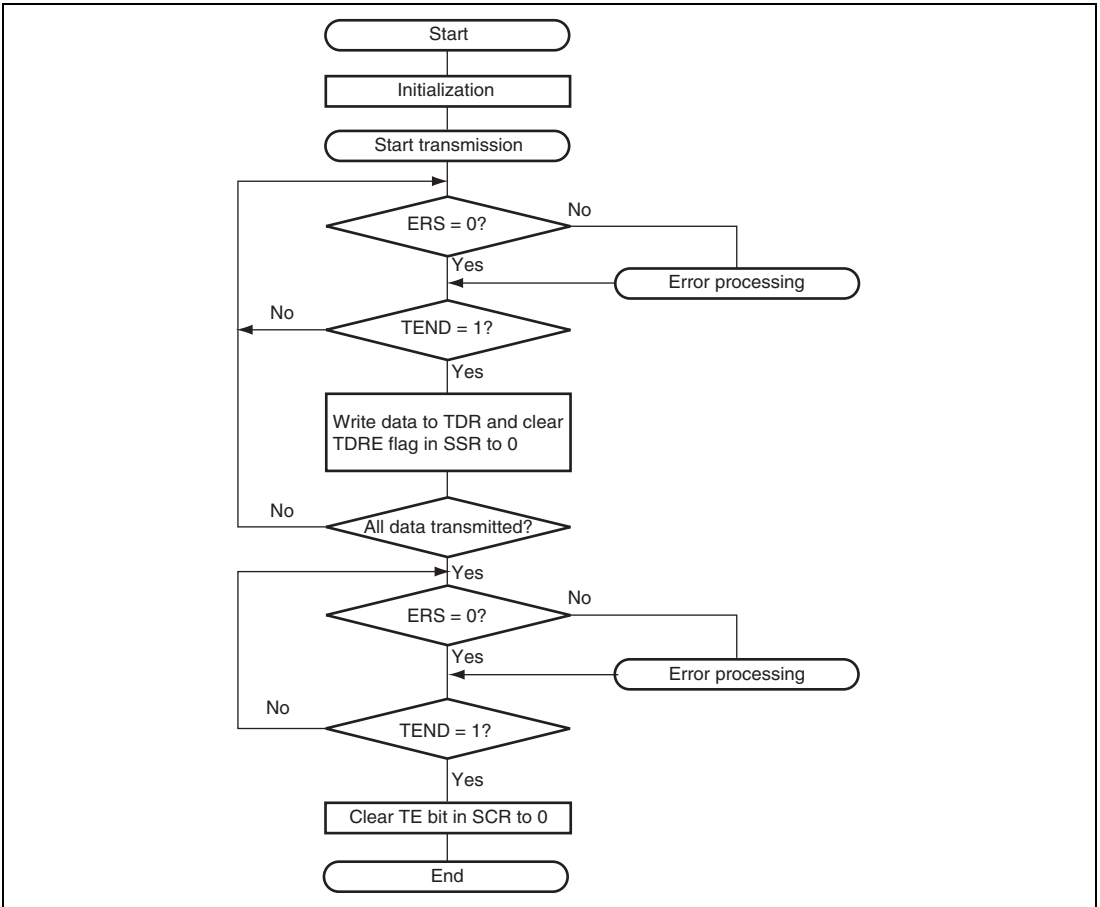 Start
Initialization
Start transmission
ERS = 0?
No
Yes
Error processing
No
TEND = 1?
Yes
Write data to TDR and clear
TDRE flag in SSR to 0
No
All data transmitted?
Yes
ERS = 0?
No
Yes
Error processing
No
TEND = 1?
Yes
Clear TE bit in SCR to 0
End